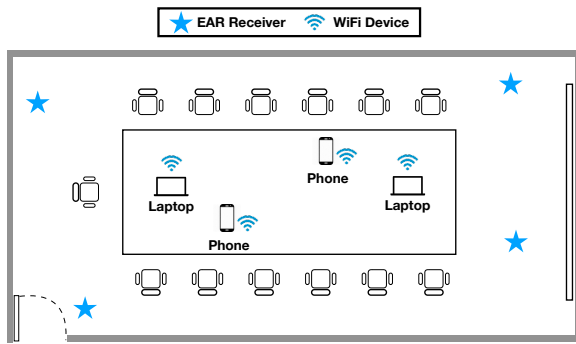 EAR Receiver
WiFi Device
Phone
Laptop
Laptop
Phone